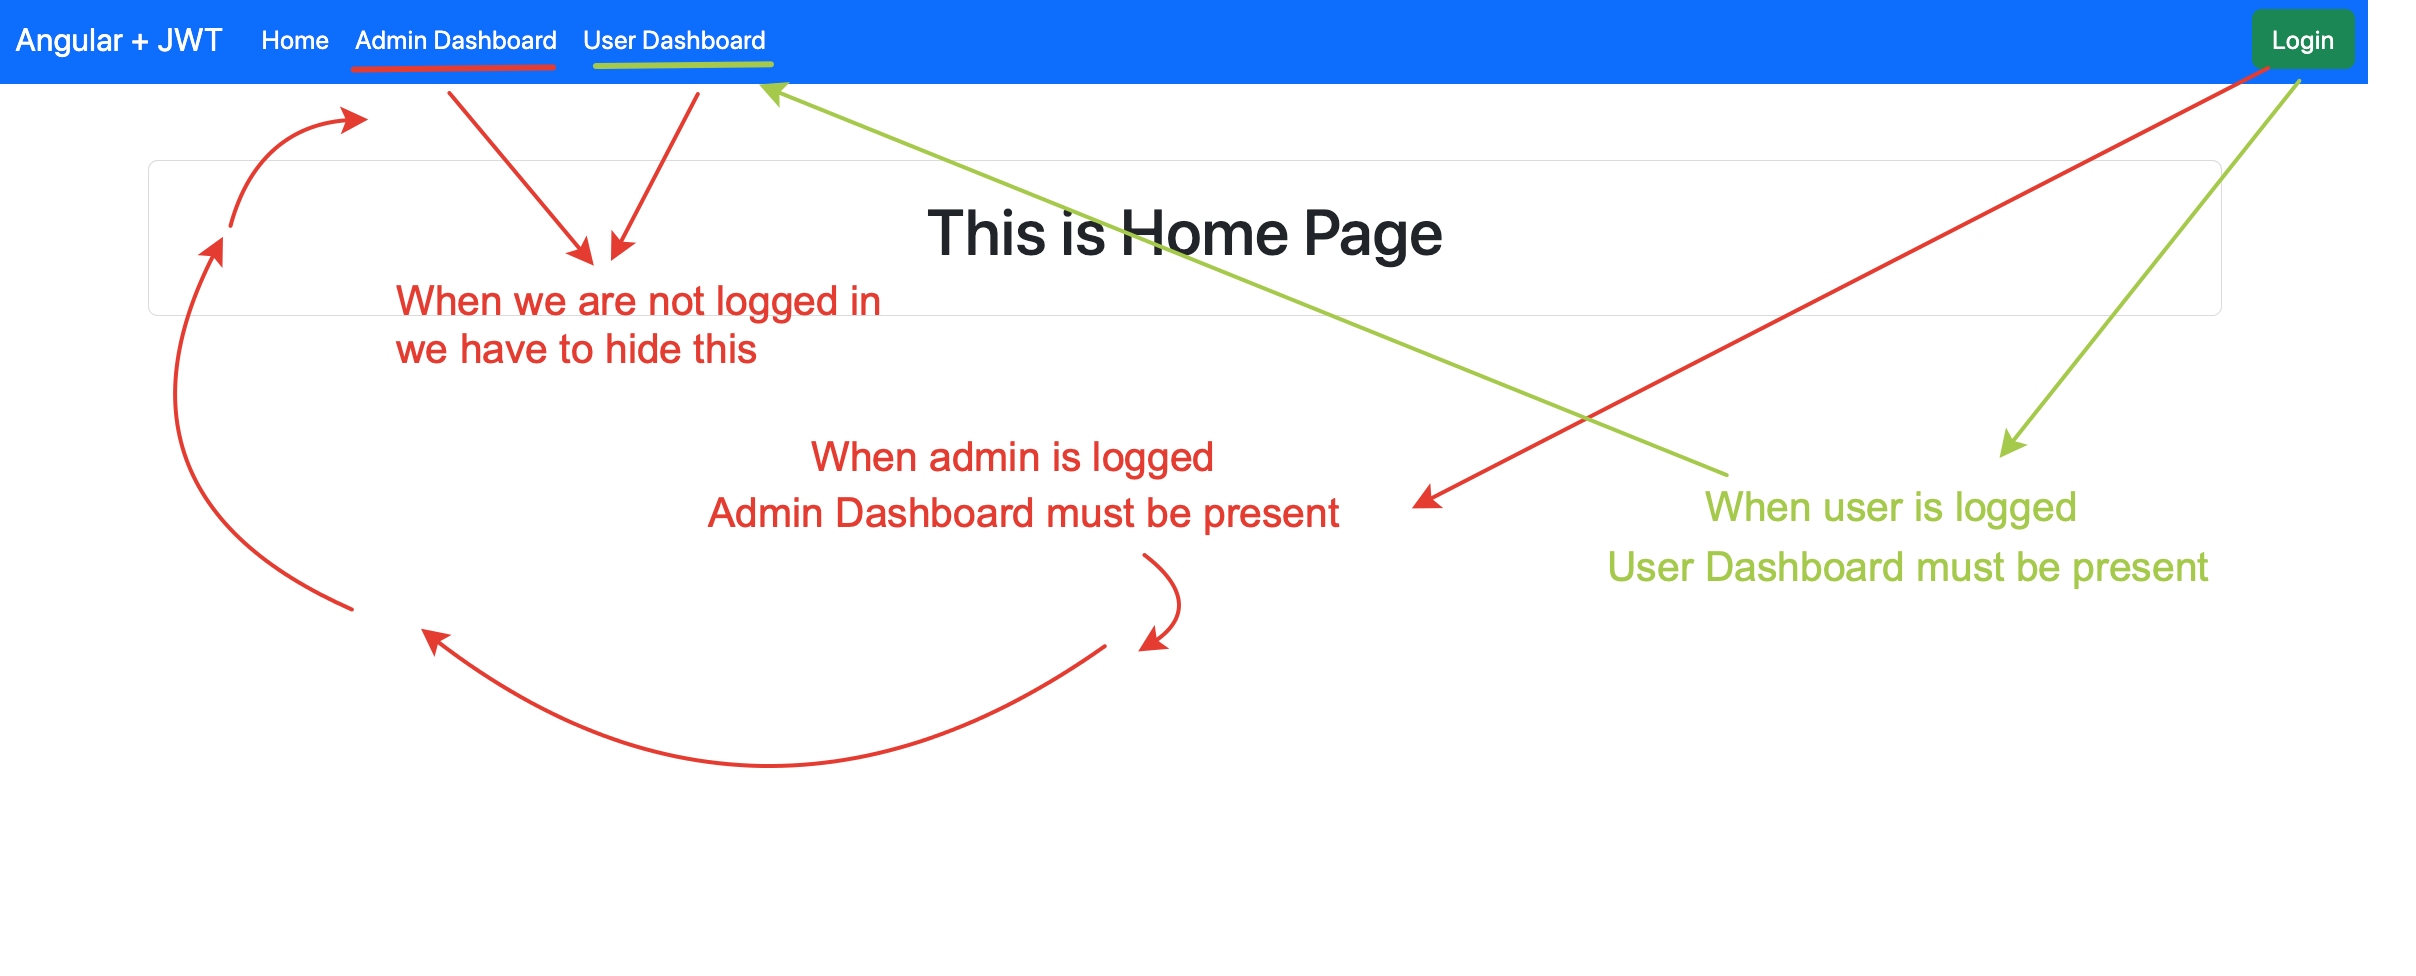 Angular + JWT Home Admin Dashboard User Dashboard Login
This is Home Page
When we are not logged in
we have to hide this
When admin is logged
Admin Dashboard must be present
When user is logged
User Dashboard must be present